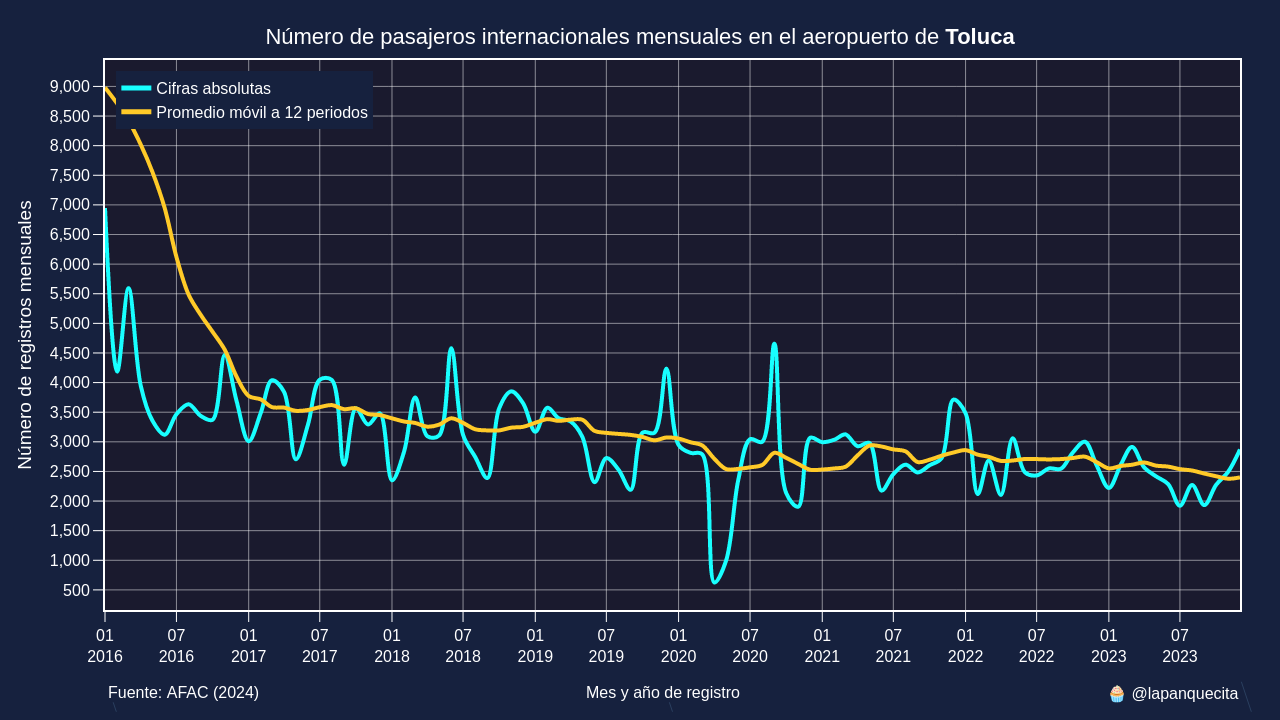 Número de pasajeros internacionales mensuales en el aeropuerto de Toluca
Cifras absolutas
Promedio móvil a 12 periodos
Número de registros mensuales
9,000
8,500
8,000
7,500
7,000
6,500
6,000
5,500
5,000
4,500
4,000
3,500
3,000
2,500
2,000
1,500
1,000
500
01 07 01 07 01 07 01 07 01 07 01 07 01 07 01 07
2016 2016 2017 2017 2018 2018 2019 2019 2020 2020 2021 2021 2022 2022 2023 2023
Fuente: AFAC (2024)
Mes y año de registro
🧁 @lapanquecita